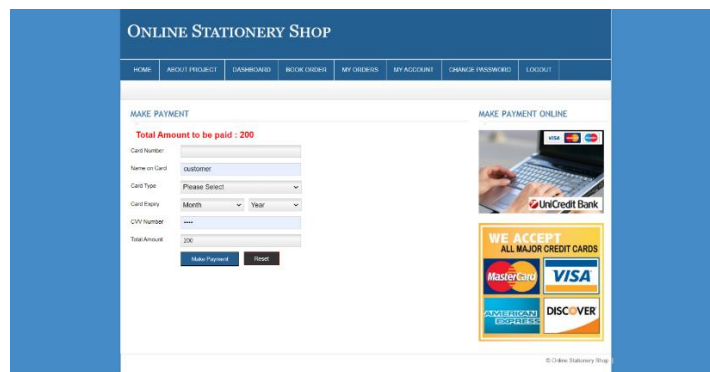 ONLINE STATIONERY SHOP
HOME ABOUT PROJECT DASHBOARD BOOK ORDER MY ORDERS MY ACCOUNT CHANGE PASSWORD LOGOUT
MAKE PAYMENT
Total Amount to be paid : 200
Card Number
Name on Card customer
Card Type Please Select
Card Expiry Month Year
CVV Number ····
Total Amount 200
Make Payment Reset
MAKE PAYMENT ONLINE
VISA
UniCredit Bank
WE ACCEPT
ALL MAJOR CREDIT CARDS
MasterCard VISA
AMERICAN EXPRESS
DISCOVER
© Online Stationery Shop